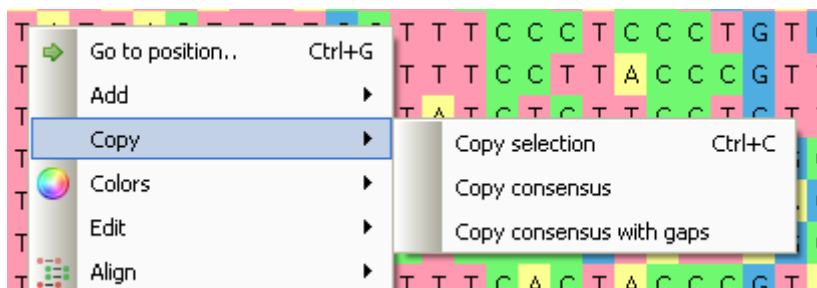 T T T C C C T C C C T G T
Go to position.. Ctrl+G
T T T C C T T A C C C G T
Add
T A T C T C T T C C T G T
Copy
Copy selection Ctrl+C
Colors
Copy consensus
Edit
Copy consensus with gaps
Align
T T T C A C T A C C C G T